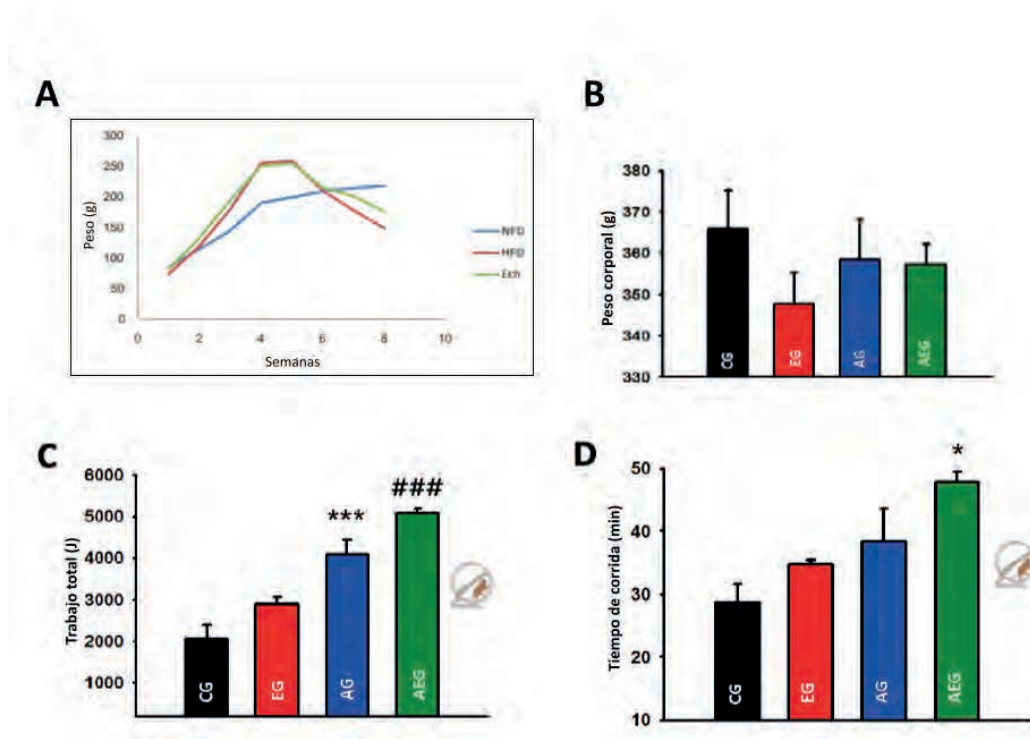 A
300
250
200
150
100
50
0
Peso (g)
0 2 4 6 8 10
Semanas
NFD
HFD
Ech
B
380
370
360
350
340
330
Peso corporal (g)
CG EG AG AEG
C
6000
5000
4000
3000
2000
1000
Trabajo total (J)
*** ###
CG EG AG AEG
D
50
40
30
20
10
Tiempo de corrida (min)
*
CG EG AG AEG